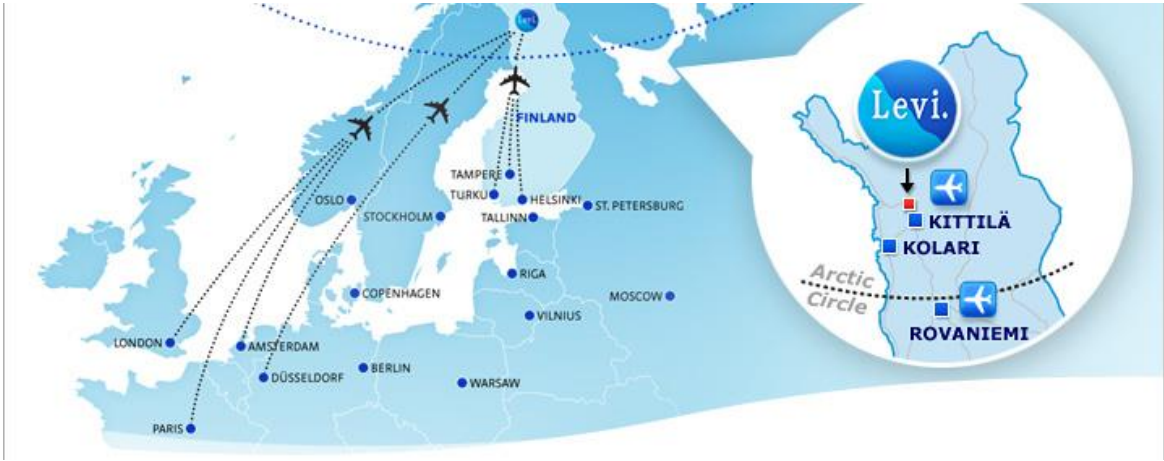 Levi.
FINLAND
TAMPERE
TURKU
HELSINKI
OSLO
STOCKHOLM
TALLINN
ST. PETERSBURG
RIGA
COPENHAGEN
MOSCOW
VILNIUS
LONDON
AMSTERDAM
BERLIN
DÜSSELDORF
WARSAW
PARIS
Levi.
KITTILÄ
KOLARI
Arctic
Circle
ROVANIEMI